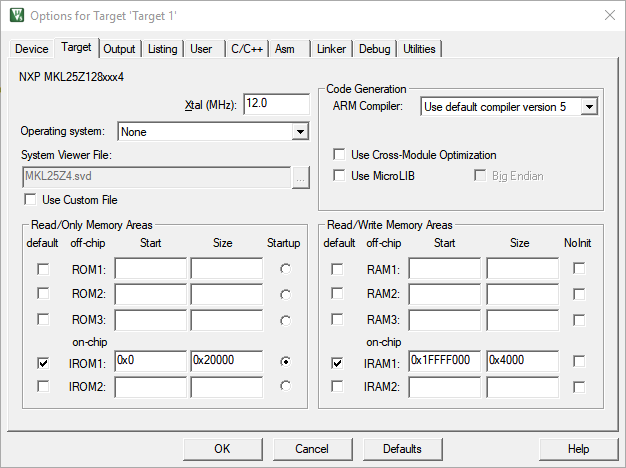 Options for Target 'Target 1'
Device Target Output Listing User C/C++ Asm Linker Debug Utilities
NXP MKL25Z128xxx4
Xtal (MHz): 12.0
Operating system: None
System Viewer File:
MKL25Z4.svd ...
Use Custom File
Code Generation
ARM Compiler: Use default compiler version 5
Use Cross-Module Optimization
Use MicroLIB Big Endian
Read/Only Memory Areas
default off-chip Start Size Startup
ROM1:
ROM2:
ROM3:
on-chip
IROM1: 0x0 0x20000
IROM2:
Read/Write Memory Areas
default off-chip Start Size NoInit
RAM1:
RAM2:
RAM3:
on-chip
IRAM1: 0x1FFFF000 0x4000
IRAM2:
OK Cancel Defaults Help